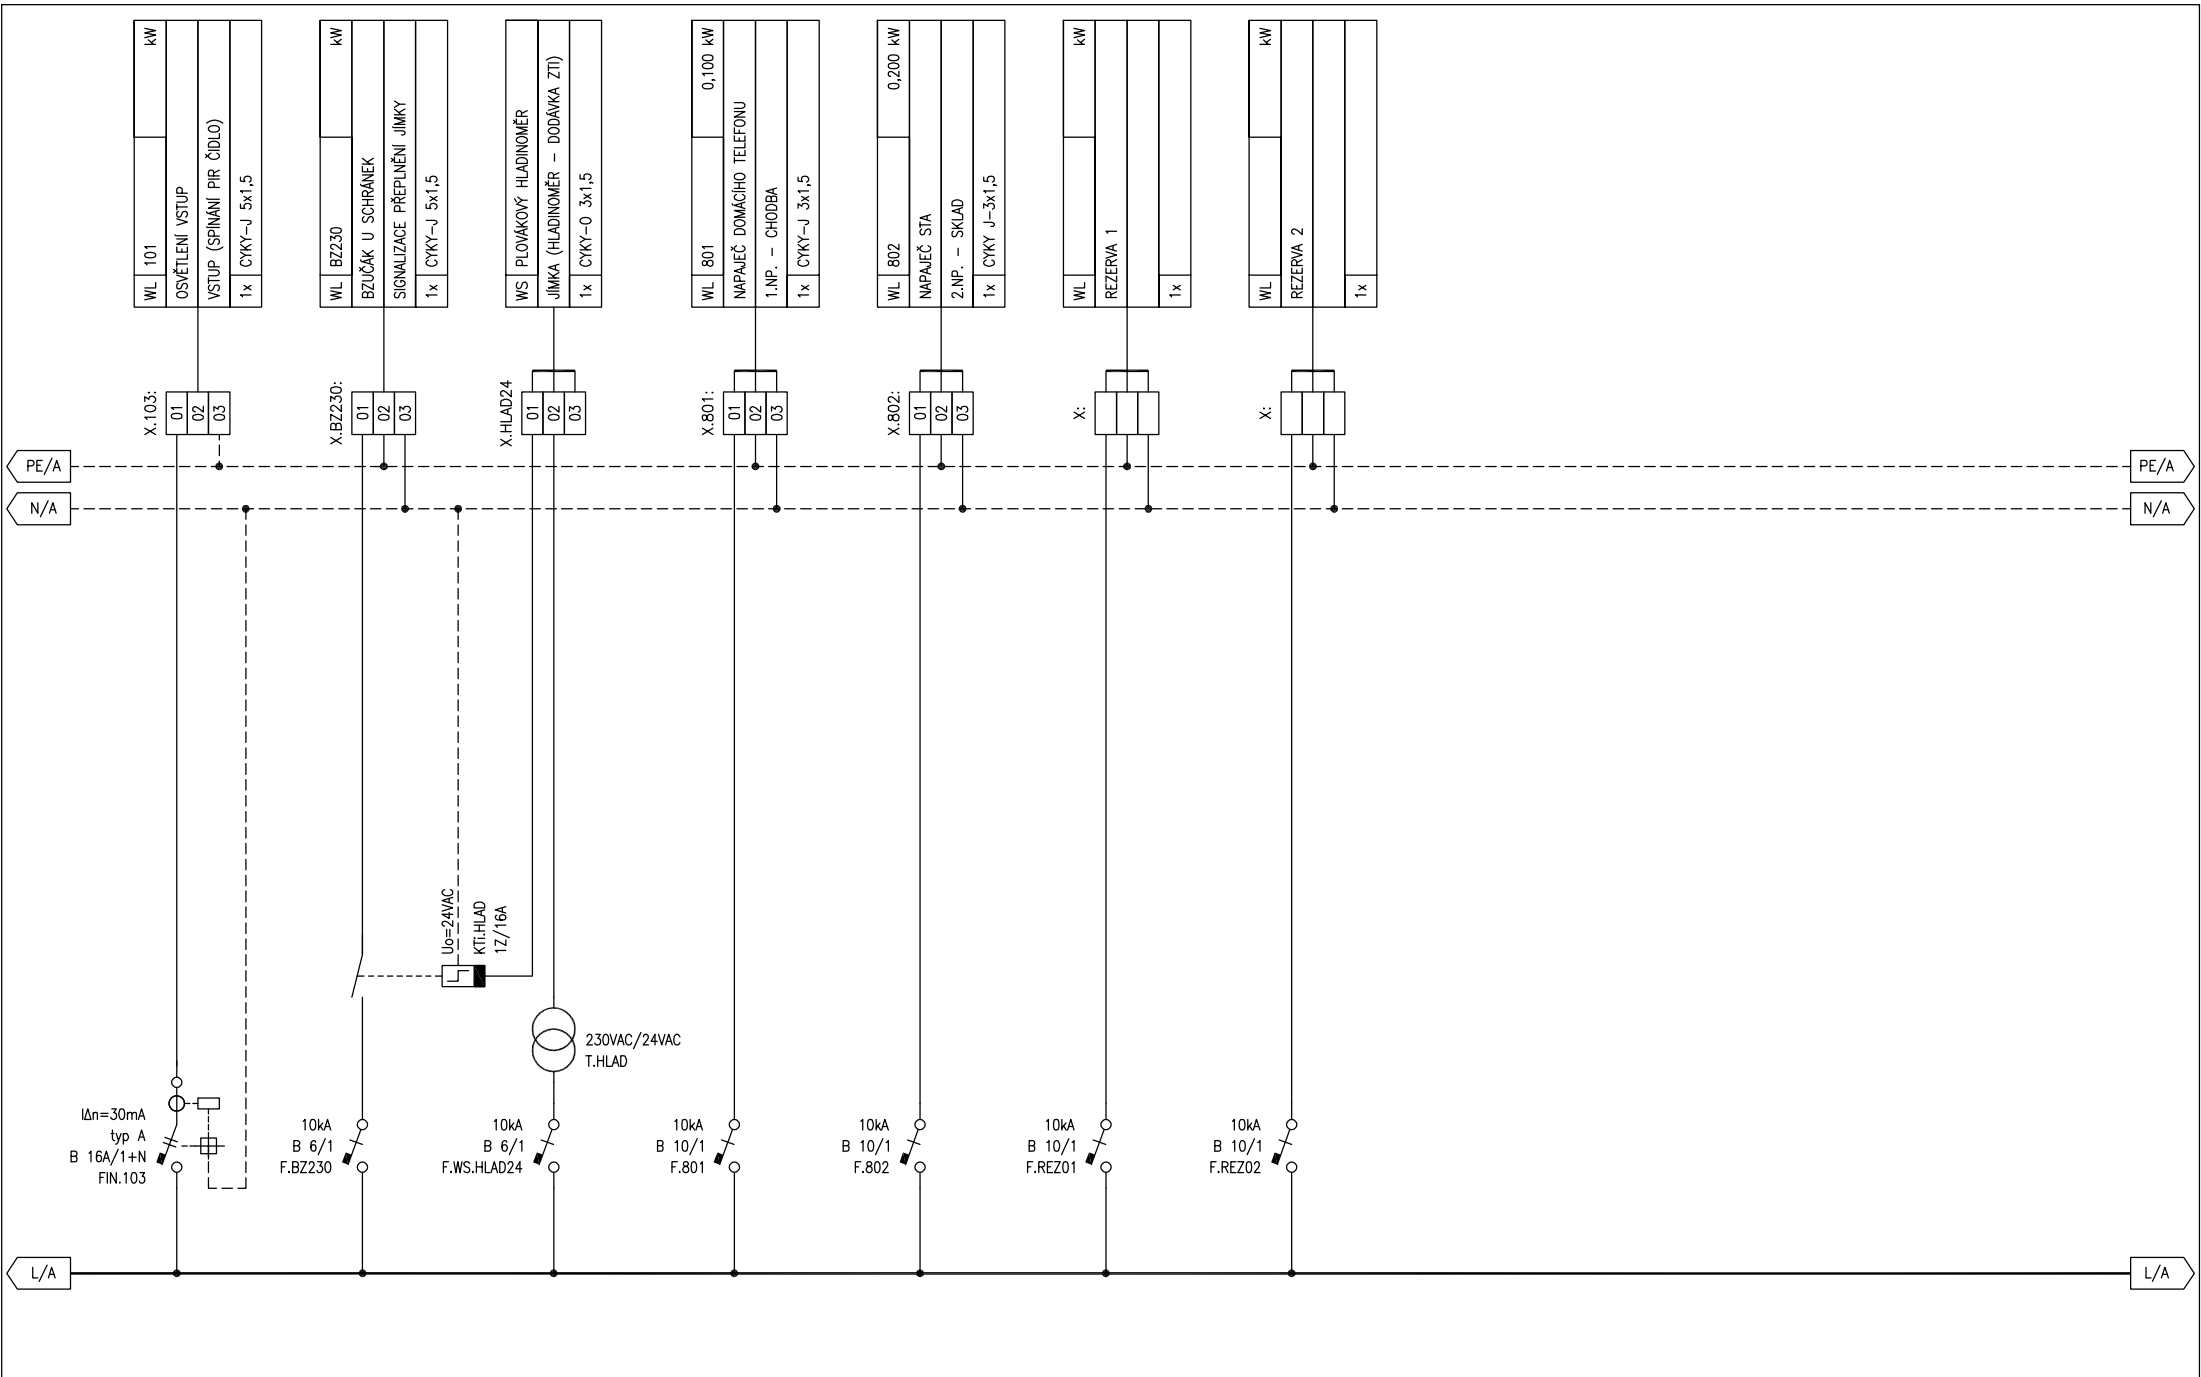 WL 101 kW
OSVĚTLENÍ VSTUP
VSTUP (SPÍNÁNÍ PIR ČIDLO)
1x CYKY-J 5x1,5
WL BZ230 kW
BZUČÁK U SCHRÁNEK
SIGNALIZACE PŘEPLNĚNÍ JÍMKY
1x CYKY-J 5x1,5
WS PLOVÁKOVÝ HLADINOMĚR
JÍMKA (HLADINOMĚR - DODÁVKA ZTI)
1x CYKY-O 3x1,5
WL 801 0,100 kW
NAPAJEČ DOMÁCÍHO TELEFONU
1.NP. - CHODBA
1x CYKY-J 3x1,5
WL 802 0,200 kW
NAPAJEČ STA
2.NP. - SKLAD
1x CYKY J-3x1,5
WL kW
REZERVA 1
1x
WL kW
REZERVA 2
1x
X.103:
01
02
03
X.BZ230:
01
02
03
X.HLAD24
01
02
03
X.801:
01
02
03
X.802:
01
02
03
X:
X:
PE/A
PE/A
N/A
N/A
Uo=24VAC
KTi.HLAD
1Z/16A
230VAC/24VAC
T.HLAD
IΔn=30mA
typ A
B 16A/1+N
FIN.103
10kA
B 6/1
F.BZ230
10kA
B 6/1
F.WS.HLAD24
10kA
B 10/1
F.801
10kA
B 10/1
F.802
10kA
B 10/1
F.REZ01
10kA
B 10/1
F.REZ02
L/A
L/A